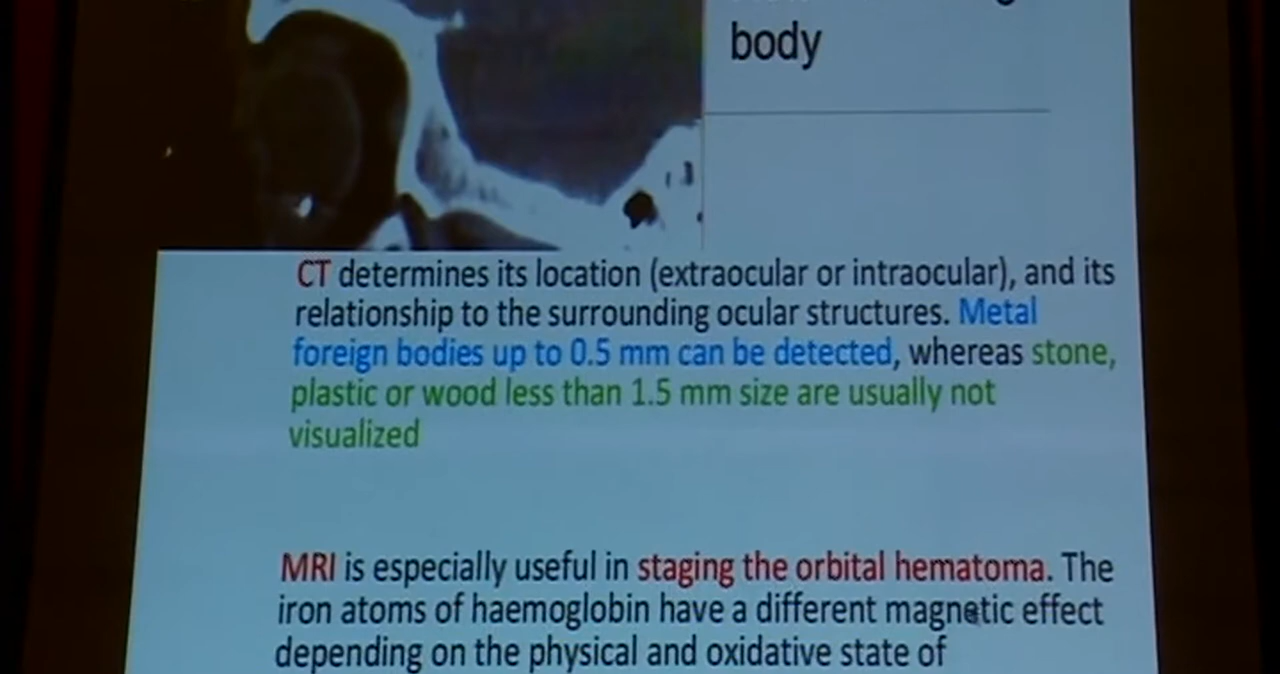 body
CT determines its location (extraocular or intraocular), and its
relationship to the surrounding ocular structures. Metal
foreign bodies up to 0.5 mm can be detected, whereas stone,
plastic or wood less than 1.5 mm size are usually not
visualized
MRI is especially useful in staging the orbital hematoma. The
iron atoms of haemoglobin have a different magnetic effect
depending on the physical and oxidative state of